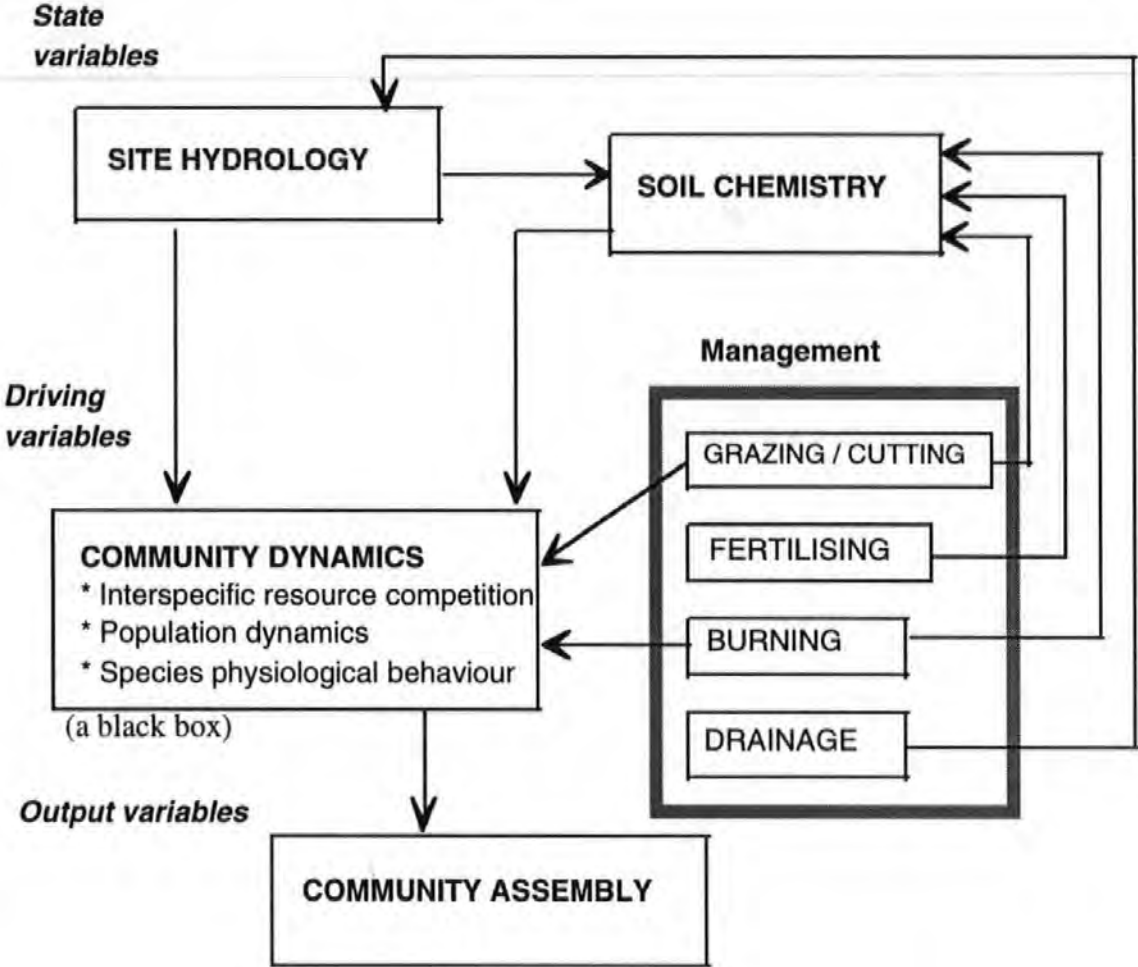 State
variables
SITE HYDROLOGY
SOIL CHEMISTRY
Management
Driving
variables
GRAZING / CUTTING
FERTILISING
BURNING
DRAINAGE
COMMUNITY DYNAMICS
* Interspecific resource competition
* Population dynamics
* Species physiological behaviour
(a black box)
Output variables
COMMUNITY ASSEMBLY